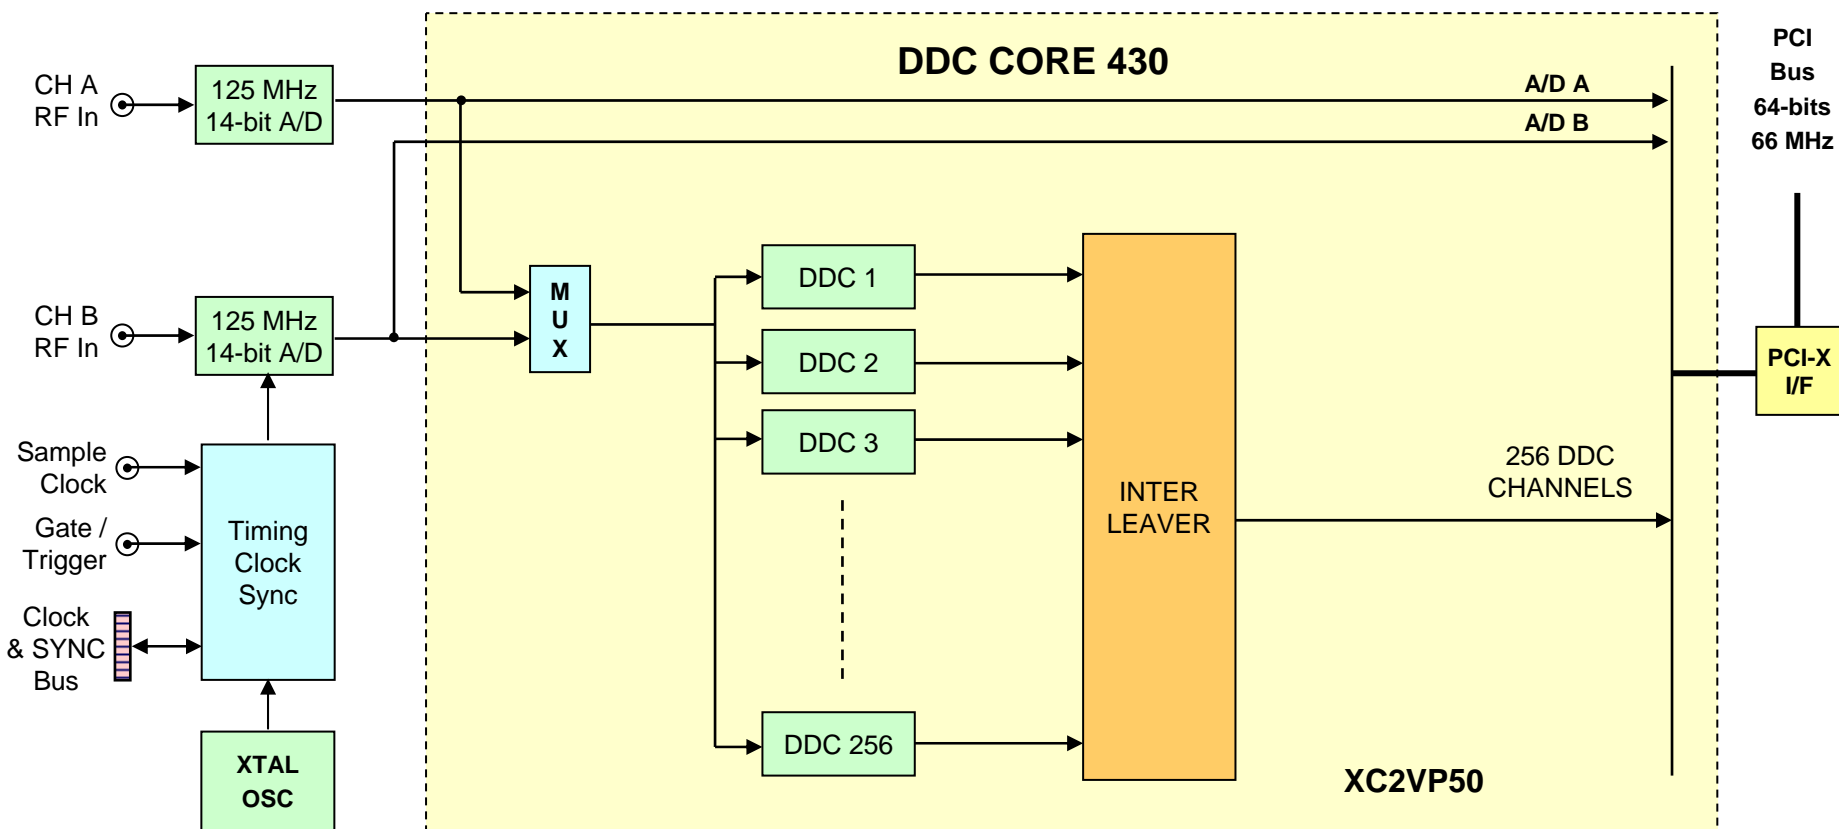 DDC CORE 430
CH A
RF In
125 MHz
14-bit A/D
A/D A
A/D B
PCI
Bus
64-bits
66 MHz
CH B
RF In
125 MHz
14-bit A/D
M
U
X
DDC 1
DDC 2
DDC 3
DDC 256
INTER
LEAVER
256 DDC
CHANNELS
PCI-X
I/F
Sample
Clock
Gate /
Trigger
Clock
& SYNC
Bus
Timing
Clock
Sync
XTAL
OSC
XC2VP50